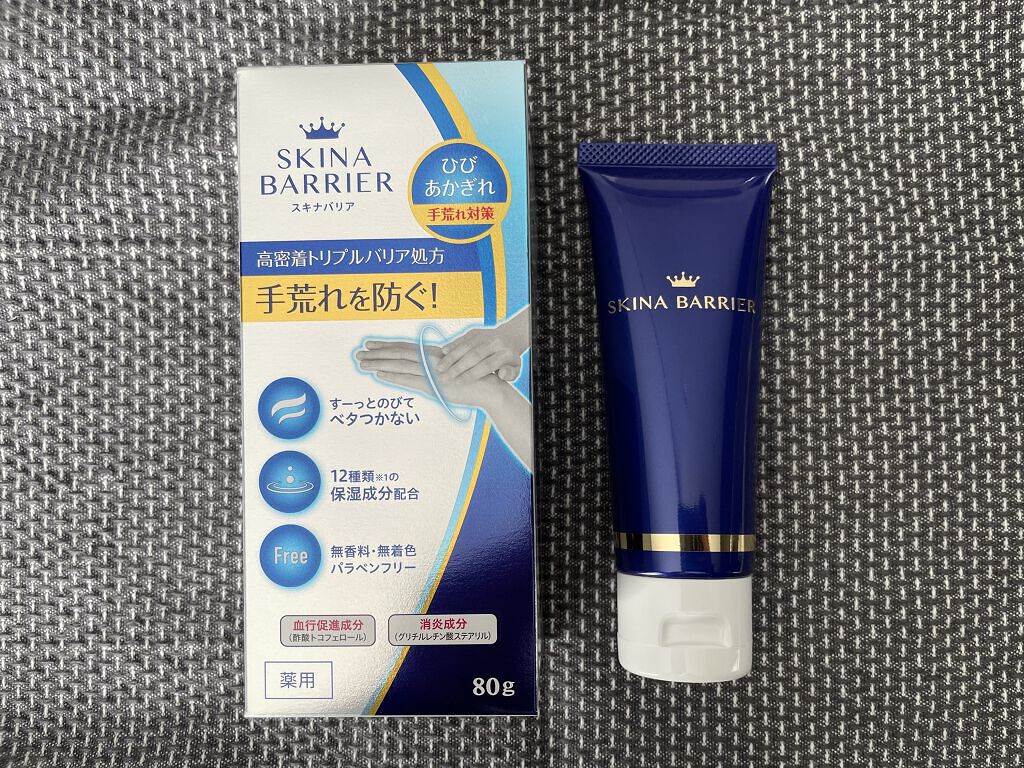 SKINA
BARRIER
スキナバリア
ひび
あかぎれ
手荒れ対策
高密着トリプルバリア処方
手荒れを防ぐ!
すーっとのびて
ベタつかない
12種類※1の
保湿成分配合
Free
無香料・無着色
パラベンフリー
血行促進成分
(酢酸トコフェロール)
消炎成分
(グリチルレチン酸ステアリル)
薬用
80g
SKINA BARRIER